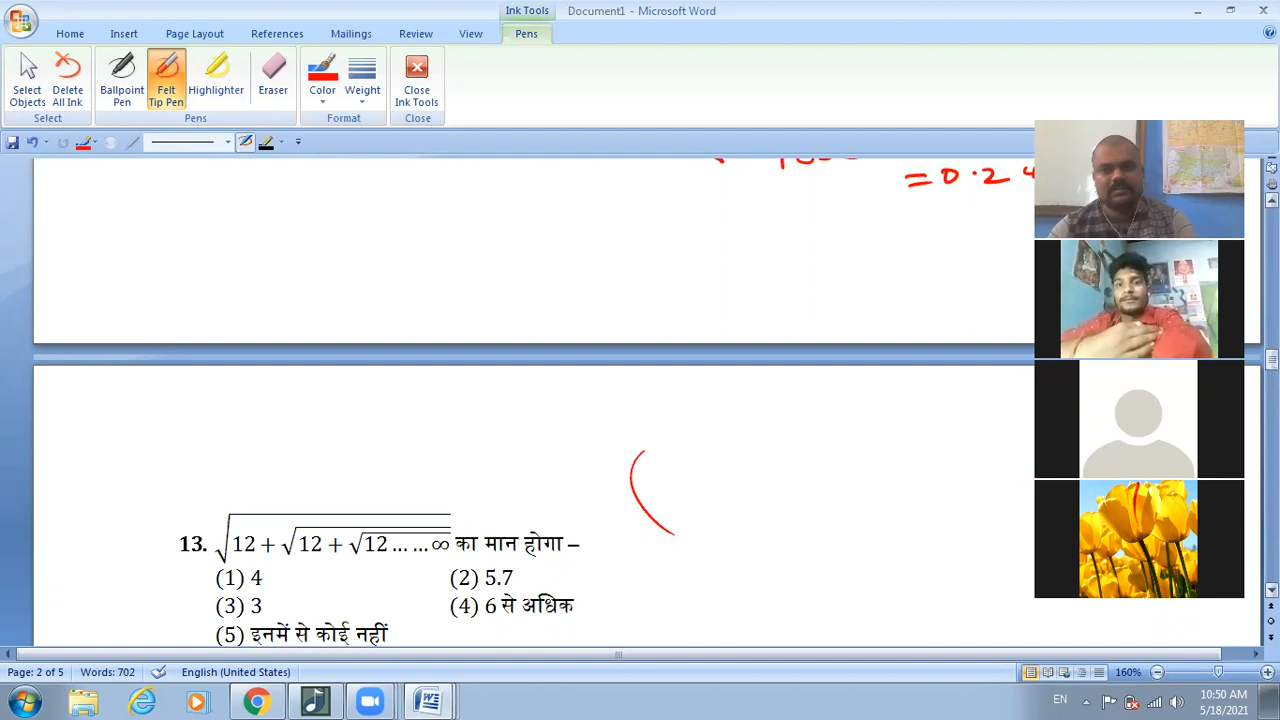 Ink Tools
Document1 - Microsoft Word
Home Insert Page Layout References Mailings Review View Pens
Select Objects
Delete All Ink
Ballpoint Pen
Felt Tip Pen
Highlighter
Eraser
Color
Weight
Close Ink Tools
Select Pens Format Close
= 0.24
13. √12 + √12 + √12 … … ∞ का मान होगा –
(1) 4 (2) 5.7
(3) 3 (4) 6 से अधिक
(5) इनमें से कोई नहीं
Page: 2 of 5 Words: 702 English (United States) 160%
EN 10:50 AM
5/18/2021